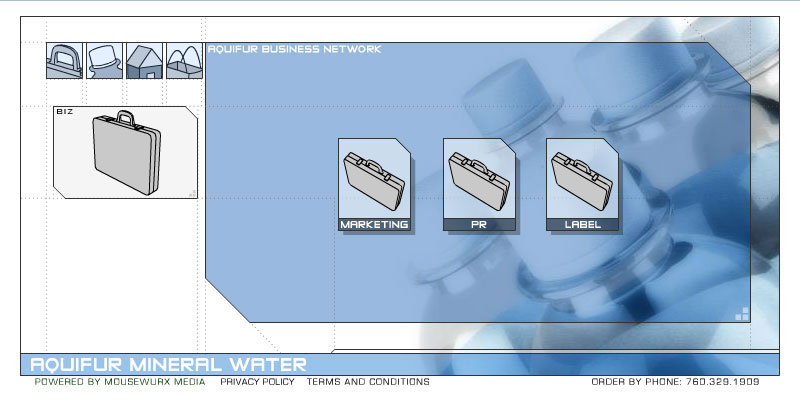 AQUIFUR BUSINESS NETWORK
BIZ
MARKETING
PR
LABEL
AQUIFUR MINERAL WATER
POWERED BY MOUSEWURX MEDIA PRIVACY POLICY TERMS AND CONDITIONS ORDER BY PHONE: 760.329.1909